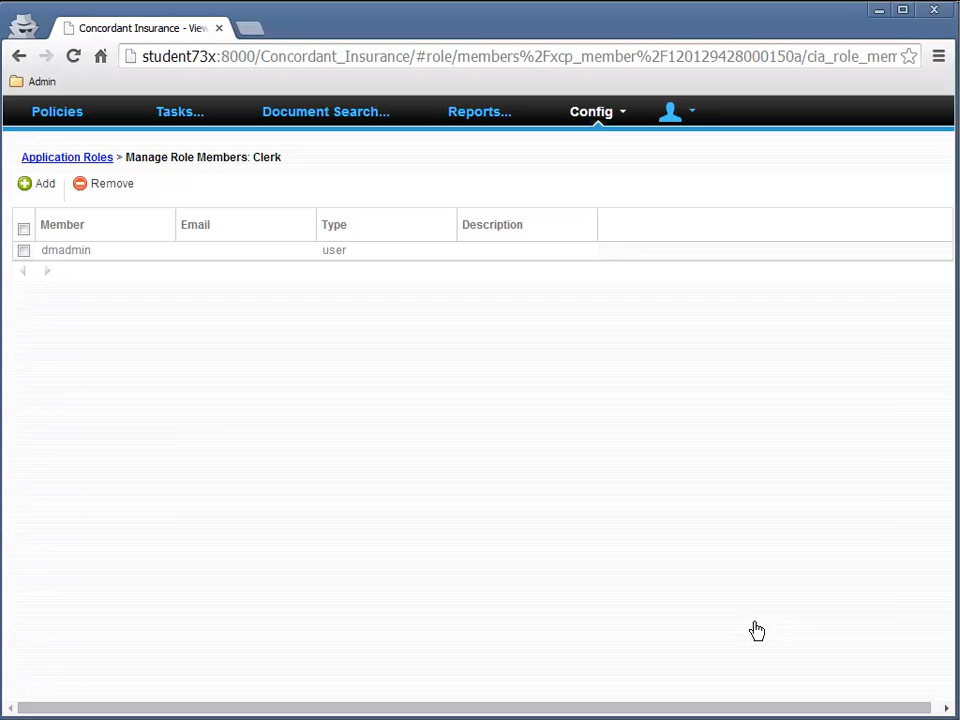 Concordant Insurance - View
student73x:8000/Concordant_Insurance/#role/members%2Fxcp_member%2F120129428000150a/cia_role_mem
Admin
Policies Tasks... Document Search... Reports... Config
Application Roles > Manage Role Members: Clerk
Add Remove
Member Email Type Description
dmadmin user